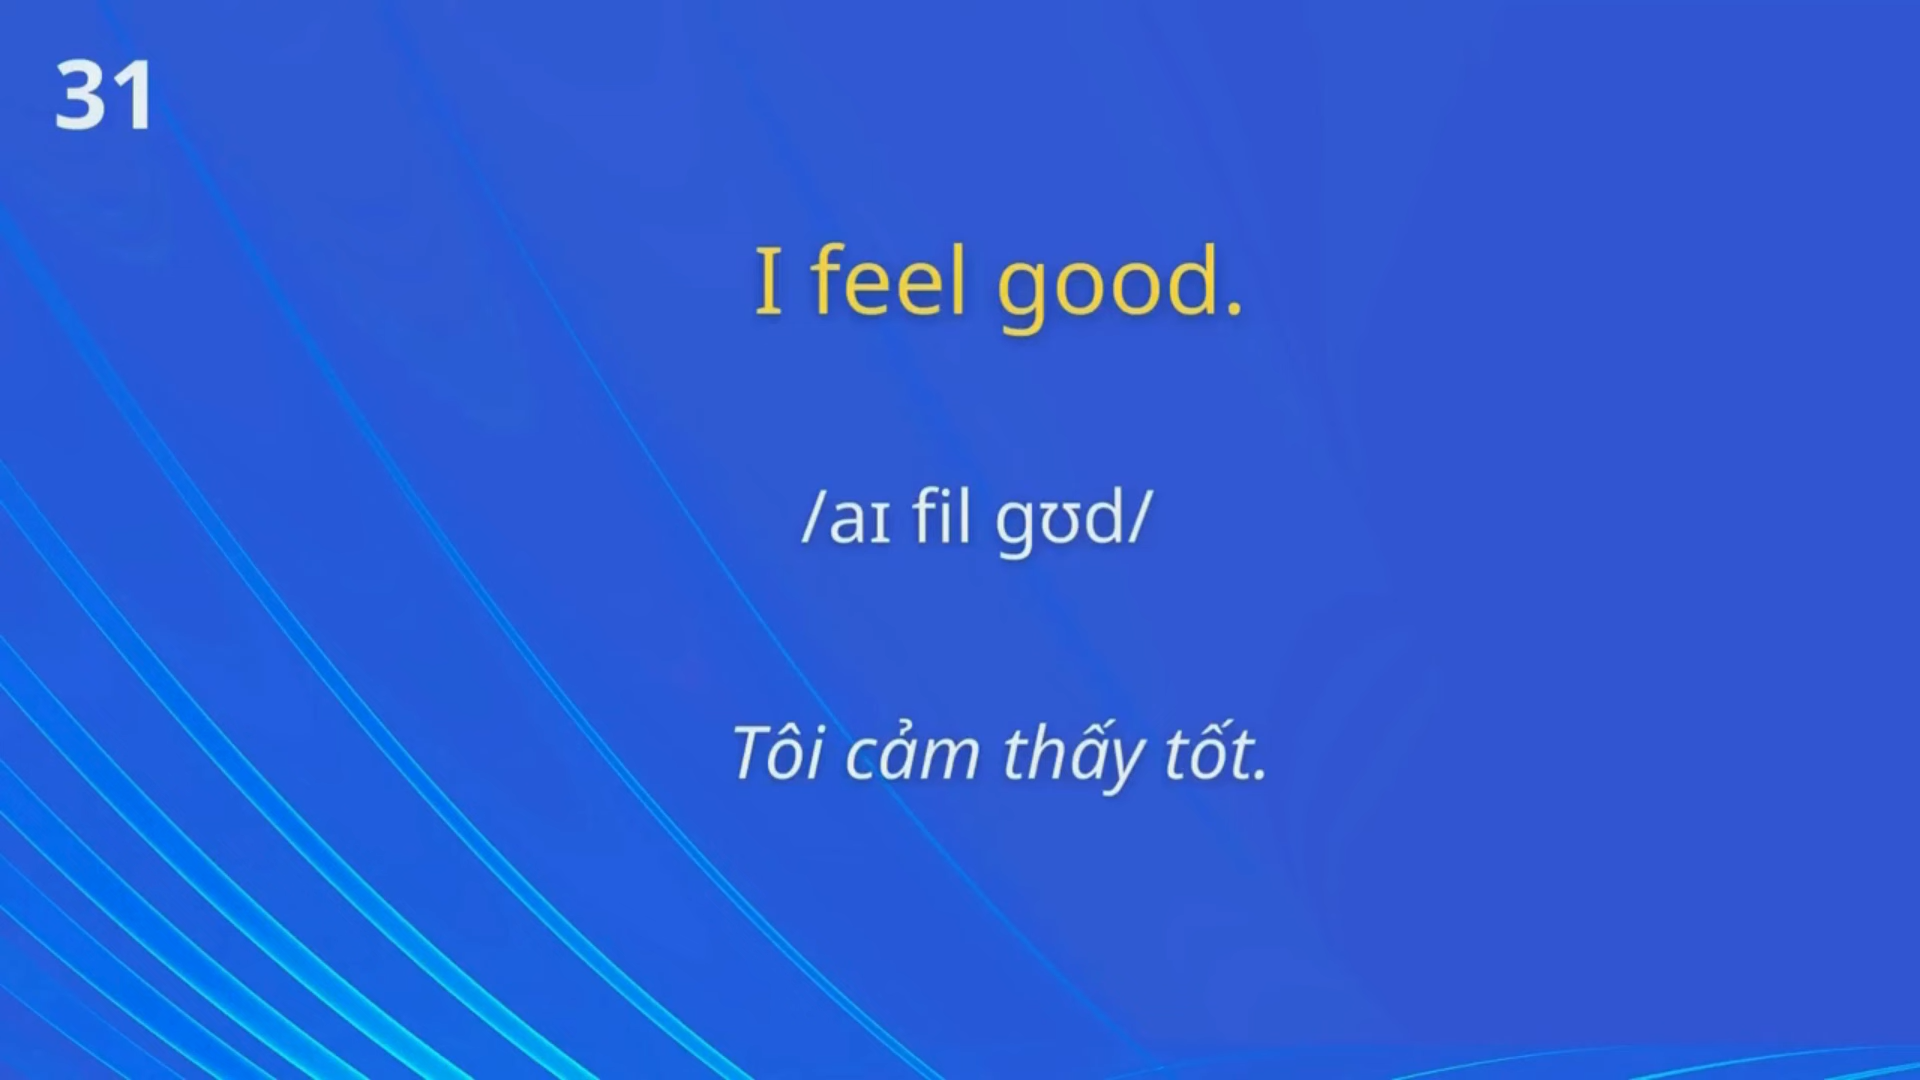 31
I feel good.
/aɪ fil gʊd/
Tôi cảm thấy tốt.